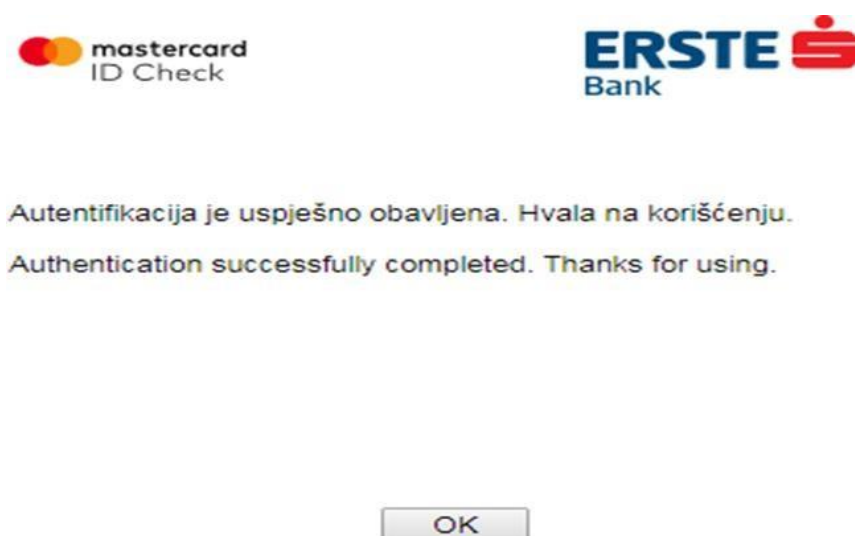 mastercard
ID Check
ERSTE
Bank
Autentifikacija je uspješno obavljena. Hvala na korišćenju.
Authentication successfully completed. Thanks for using.
OK